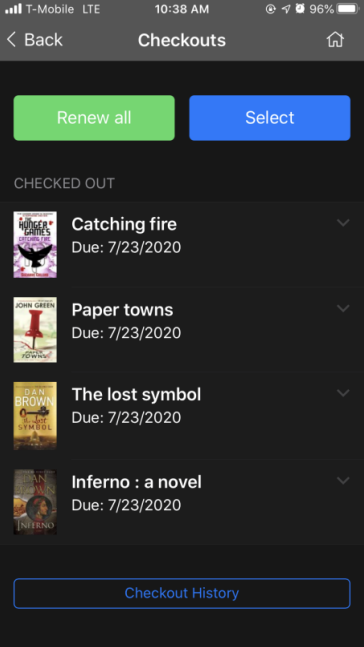 T-Mobile LTE 10:38 AM 96%
Back Checkouts
Renew all Select
CHECKED OUT
THE HUNGER GAMES
CATCHING FIRE
Catching fire
Due: 7/23/2020
JOHN GREEN
PAPER TOWNS
Paper towns
Due: 7/23/2020
DAN BROWN
The Lost SYMBOL
The lost symbol
Due: 7/23/2020
DAN BROWN
INFERNO
Inferno : a novel
Due: 7/23/2020
Checkout History